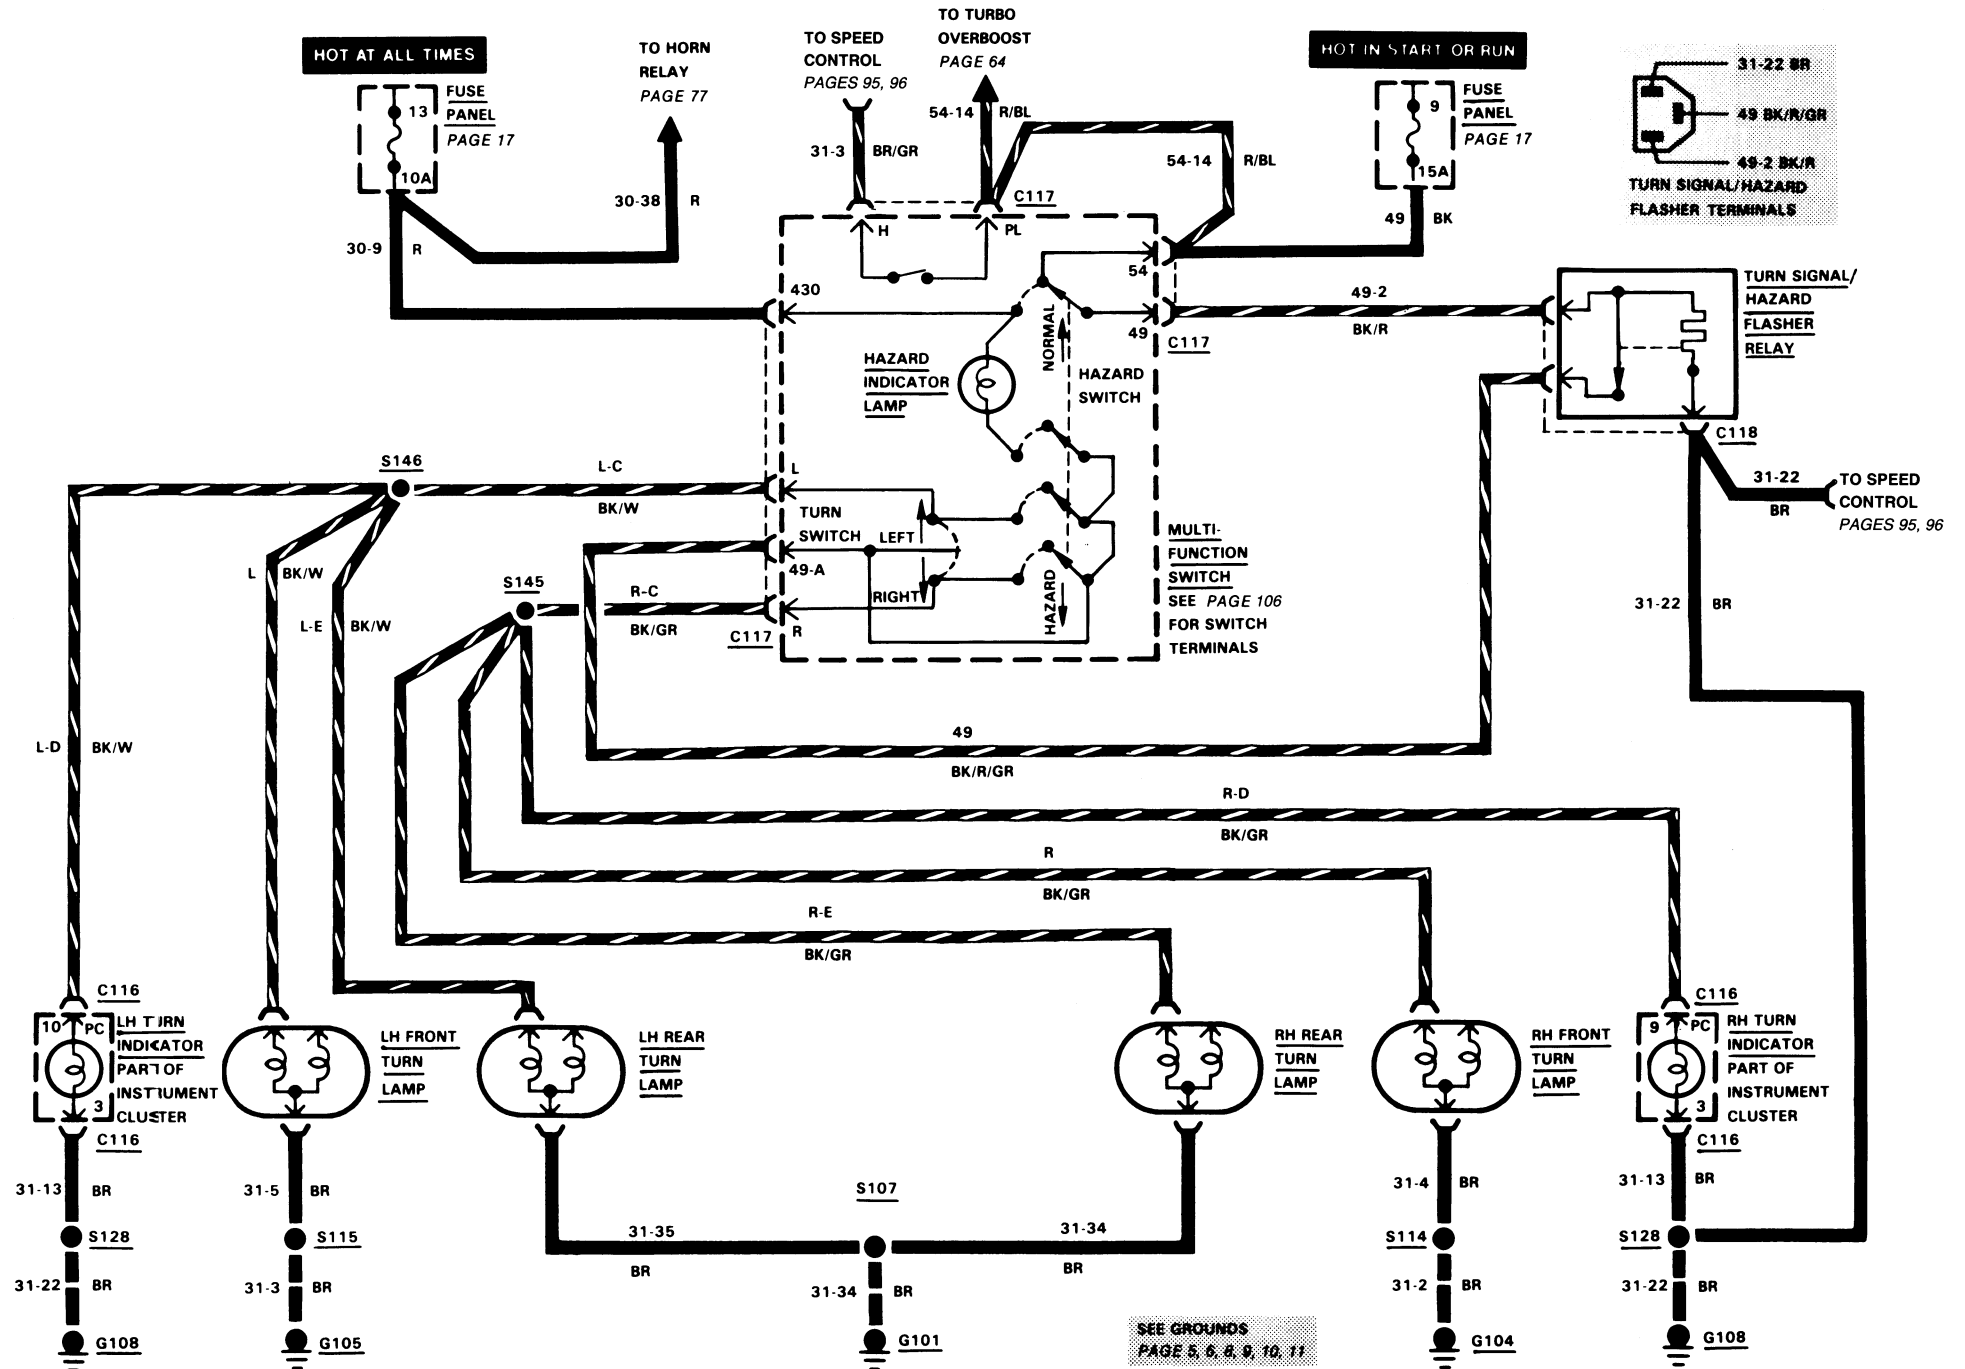 HOT AT ALL TIMES
13
10A
FUSE
PANEL
PAGE 17
TO HORN
RELAY
PAGE 77
30-38 R
30-9 R
TO SPEED
CONTROL
PAGES 95, 96
31-3 BR/GR
TO TURBO
OVERBOOST
PAGE 64
54-14 R/BL
C117
54-14 R/BL
HOT IN START OR RUN
9
15A
FUSE
PANEL
PAGE 17
49 BK
31-22 BR
49 BK/R/GR
49-2 BK/R
TURN SIGNAL/HAZARD
FLASHER TERMINALS
H
PL
430
54
49
C117
49-2
BK/R
NORMAL
HAZARD
INDICATOR
LAMP
HAZARD
SWITCH
TURN SIGNAL/
HAZARD
FLASHER
RELAY
C118
31-22
BR
TO SPEED
CONTROL
PAGES 95, 96
31-22 BR
S146
L-C
BK/W
L
TURN
SWITCH
LEFT
49-A
RIGHT
HAZARD
R
C117
MULTI-
FUNCTION
SWITCH
SEE PAGE 106
FOR SWITCH
TERMINALS
S145
R-C
BK/GR
L BK/W
L-E BK/W
L-D BK/W
49
BK/R/GR
R-D
BK/GR
R
BK/GR
R-E
BK/GR
C116
10 PC
3
LH TURN
INDICATOR
PART OF
INSTRUMENT
CLUSTER
C116
LH FRONT
TURN
LAMP
LH REAR
TURN
LAMP
RH REAR
TURN
LAMP
RH FRONT
TURN
LAMP
C116
9 PC
3
RH TURN
INDICATOR
PART OF
INSTRUMENT
CLUSTER
C116
31-13 BR
S128
31-22 BR
G108
31-5 BR
S115
31-3 BR
G105
31-35
BR
S107
31-34
BR
31-34 BR
G101
31-4 BR
S114
31-2 BR
G104
31-13 BR
S128
31-22 BR
G108
SEE GROUNDS
PAGE 5, 6, 8, 9, 10, 11